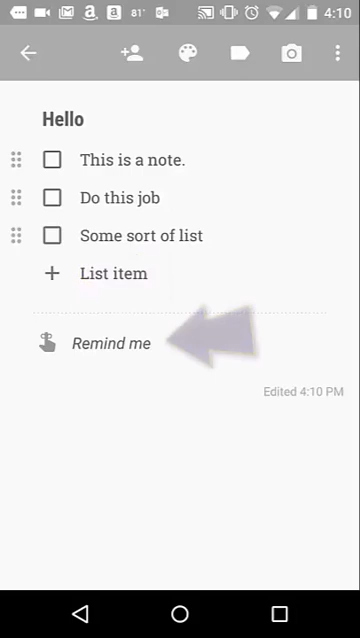 81° 4:10
Hello
This is a note.
Do this job
Some sort of list
+ List item
Remind me
Edited 4:10 PM